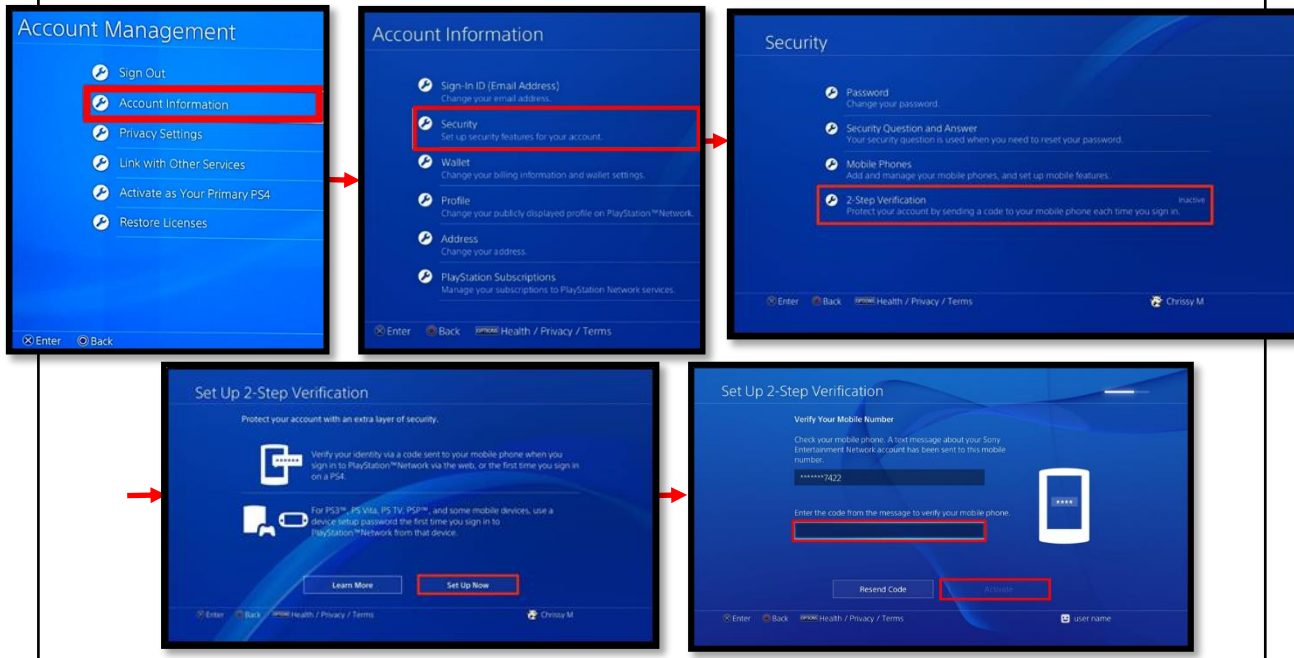 Account Management
Sign Out
Account Information
Privacy Settings
Link with Other Services
Activate as Your Primary PS4
Restore Licenses
Enter Back
Account Information
Sign-In ID (Email Address)
Change your email address.
Security
Set up security features for your account.
Wallet
Change your billing information and wallet settings.
Profile
Change your publicly displayed profile on PlayStation™Network.
Address
Change your address.
PlayStation Subscriptions
Manage your subscriptions to PlayStation Network services.
Enter Back OPTIONS Health / Privacy / Terms
Security
Password
Change your password.
Security Question and Answer
Your security question is used when you need to reset your password.
Mobile Phones
Add and manage your mobile phones, and set up mobile features.
2-Step Verification Inactive
Protect your account by sending a code to your mobile phone each time you sign in.
Enter Back OPTIONS Health / Privacy / Terms Chrissy M
Set Up 2-Step Verification
Protect your account with an extra layer of security.
Verify your identity via a code sent to your mobile phone when you
sign in to PlayStation™Network via the web, or the first time you sign in
on a PS4.
For PS3™, PS Vita, PS TV, PSP™, and some mobile devices, use a
device setup password the first time you sign in to
PlayStation™Network from that device.
Learn More Set Up Now
Enter Back OPTIONS Health / Privacy / Terms Chrissy M
Set Up 2-Step Verification
Verify Your Mobile Number
Check your mobile phone. A text message about your Sony
Entertainment Network account has been sent to this mobile
number.
*******7422
Enter the code from the message to verify your mobile phone.
****
Resend Code Activate
Enter Back OPTIONS Health / Privacy / Terms user name